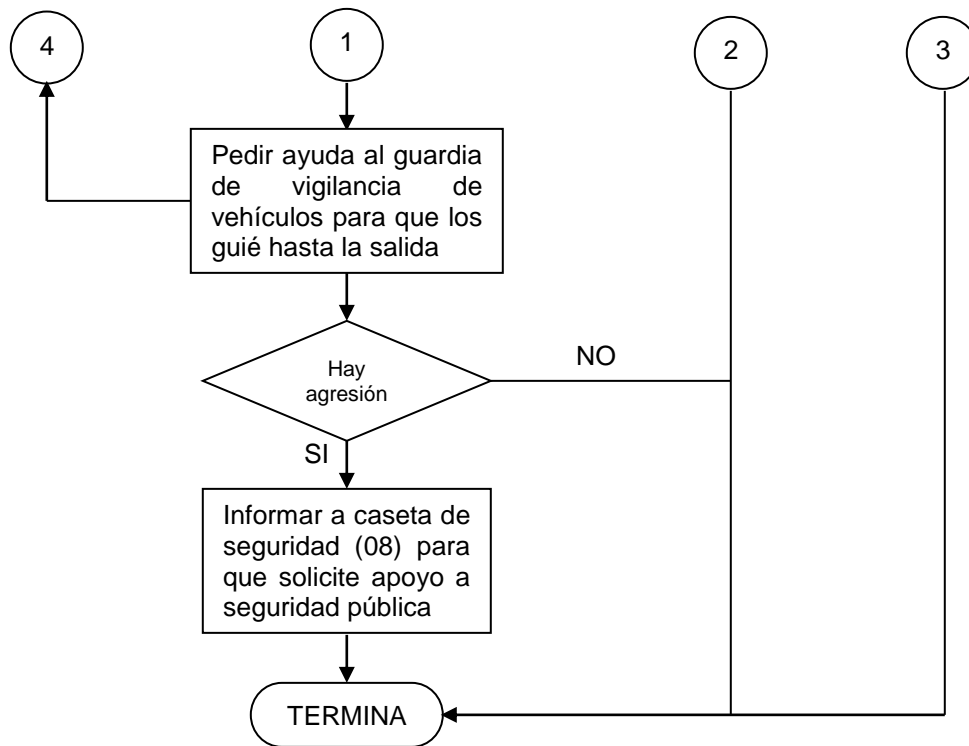 4
1
2
3
Pedir ayuda al guardia
de vigilancia de
vehículos para que los
guié hasta la salida
Hay
agresión
NO
SI
Informar a caseta de
seguridad (08) para
que solicite apoyo a
seguridad pública
TERMINA